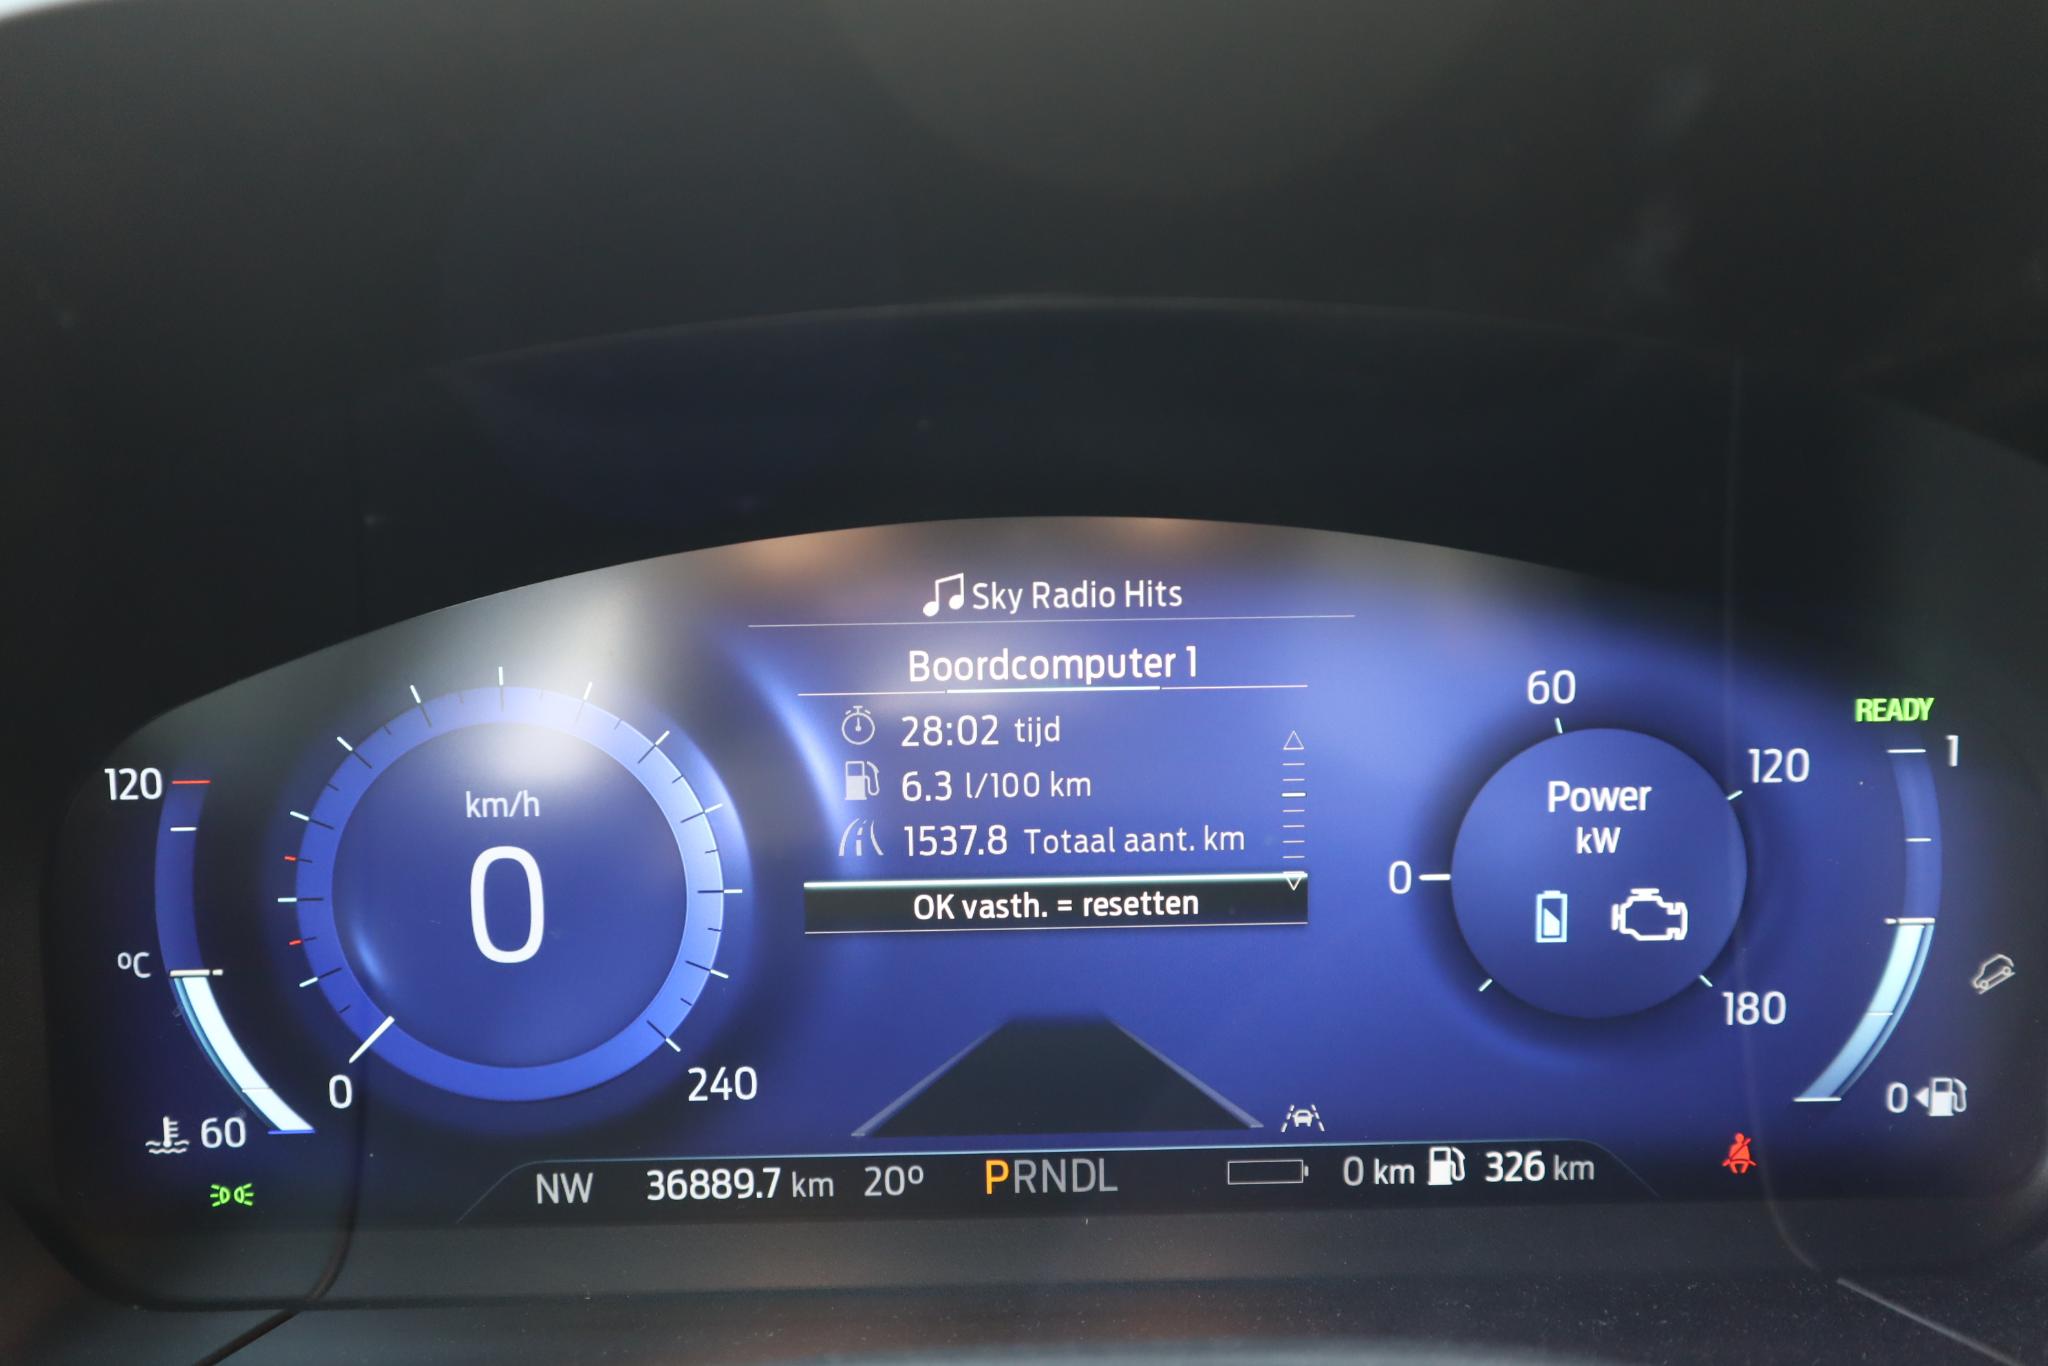 Sky Radio Hits
Boordcomputer 1
28:02 tijd
6.3 l/100 km
1537.8 Totaal aant. km
OK vasth. = resetten
120
°C
60
km/h
0
0
240
60
120
0
180
Power
kW
READY
1
0
NW 36889.7 km 20° PRNDL 0 km 326 km